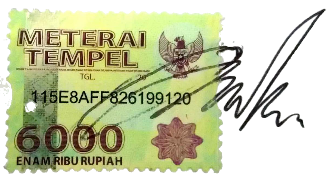 METERAI
TEMPEL
TGL. 20
115E8AFF826199120
6000
ENAM RIBU RUPIAH